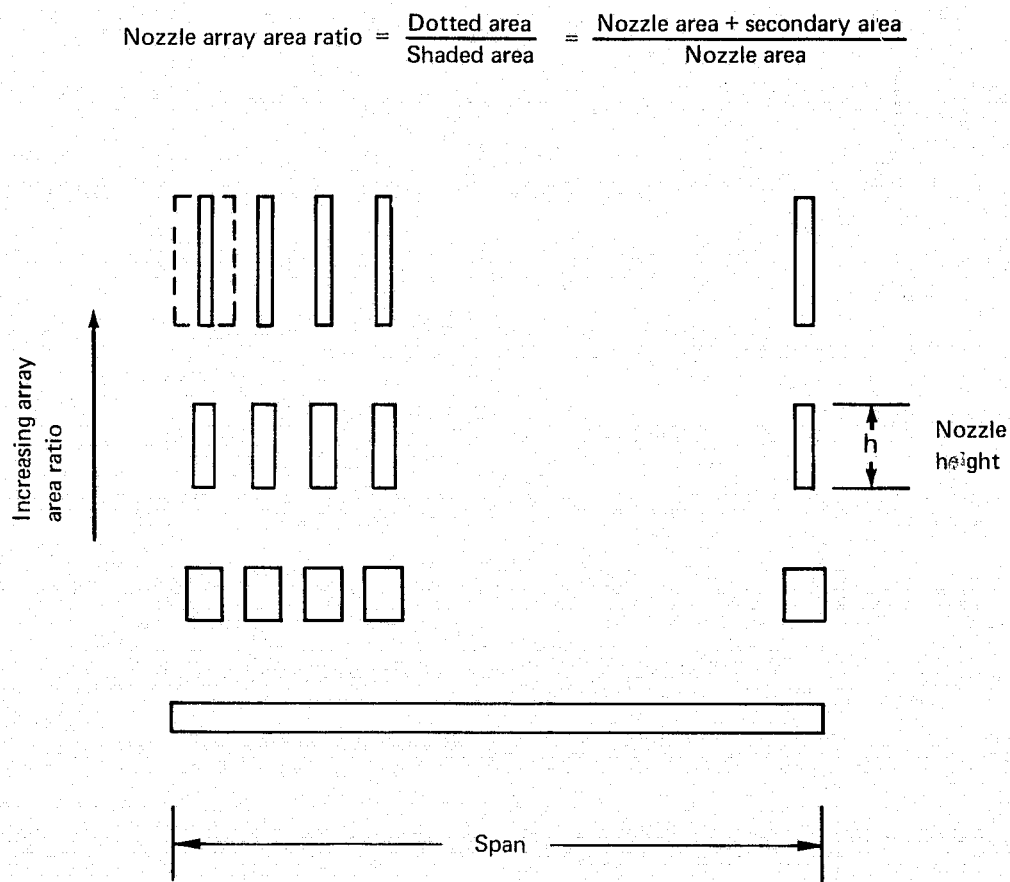 Nozzle array area ratio = Dotted area / Shaded area = Nozzle area + secondary area / Nozzle area
Increasing array
area ratio
h
Nozzle
height
Span